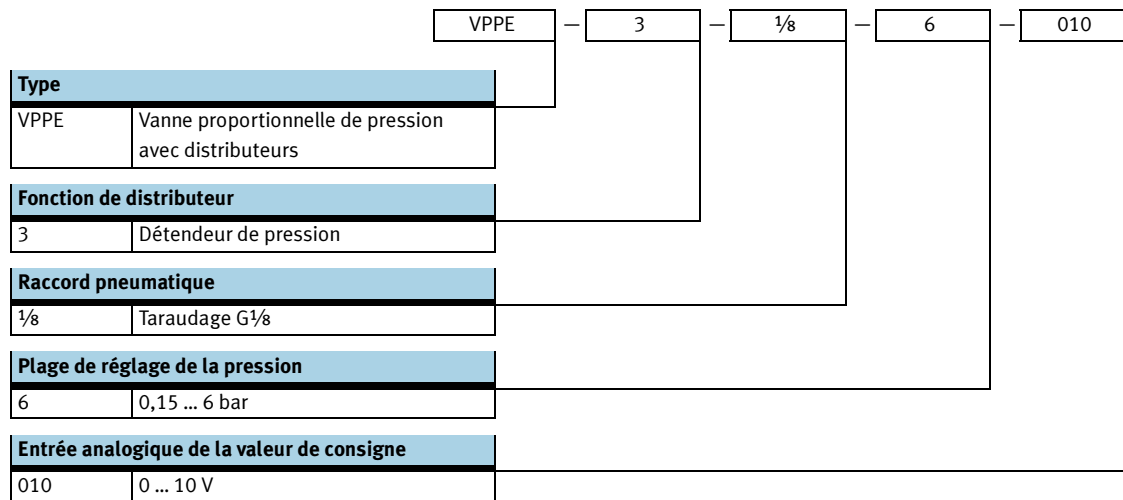 VPPE — 3 — ⅛ — 6 — 010
Type
VPPE Vanne proportionnelle de pression
avec distributeurs
Fonction de distributeur
3 Détendeur de pression
Raccord pneumatique
⅛ Taraudage G⅛
Plage de réglage de la pression
6 0,15 ... 6 bar
Entrée analogique de la valeur de consigne
010 0 ... 10 V